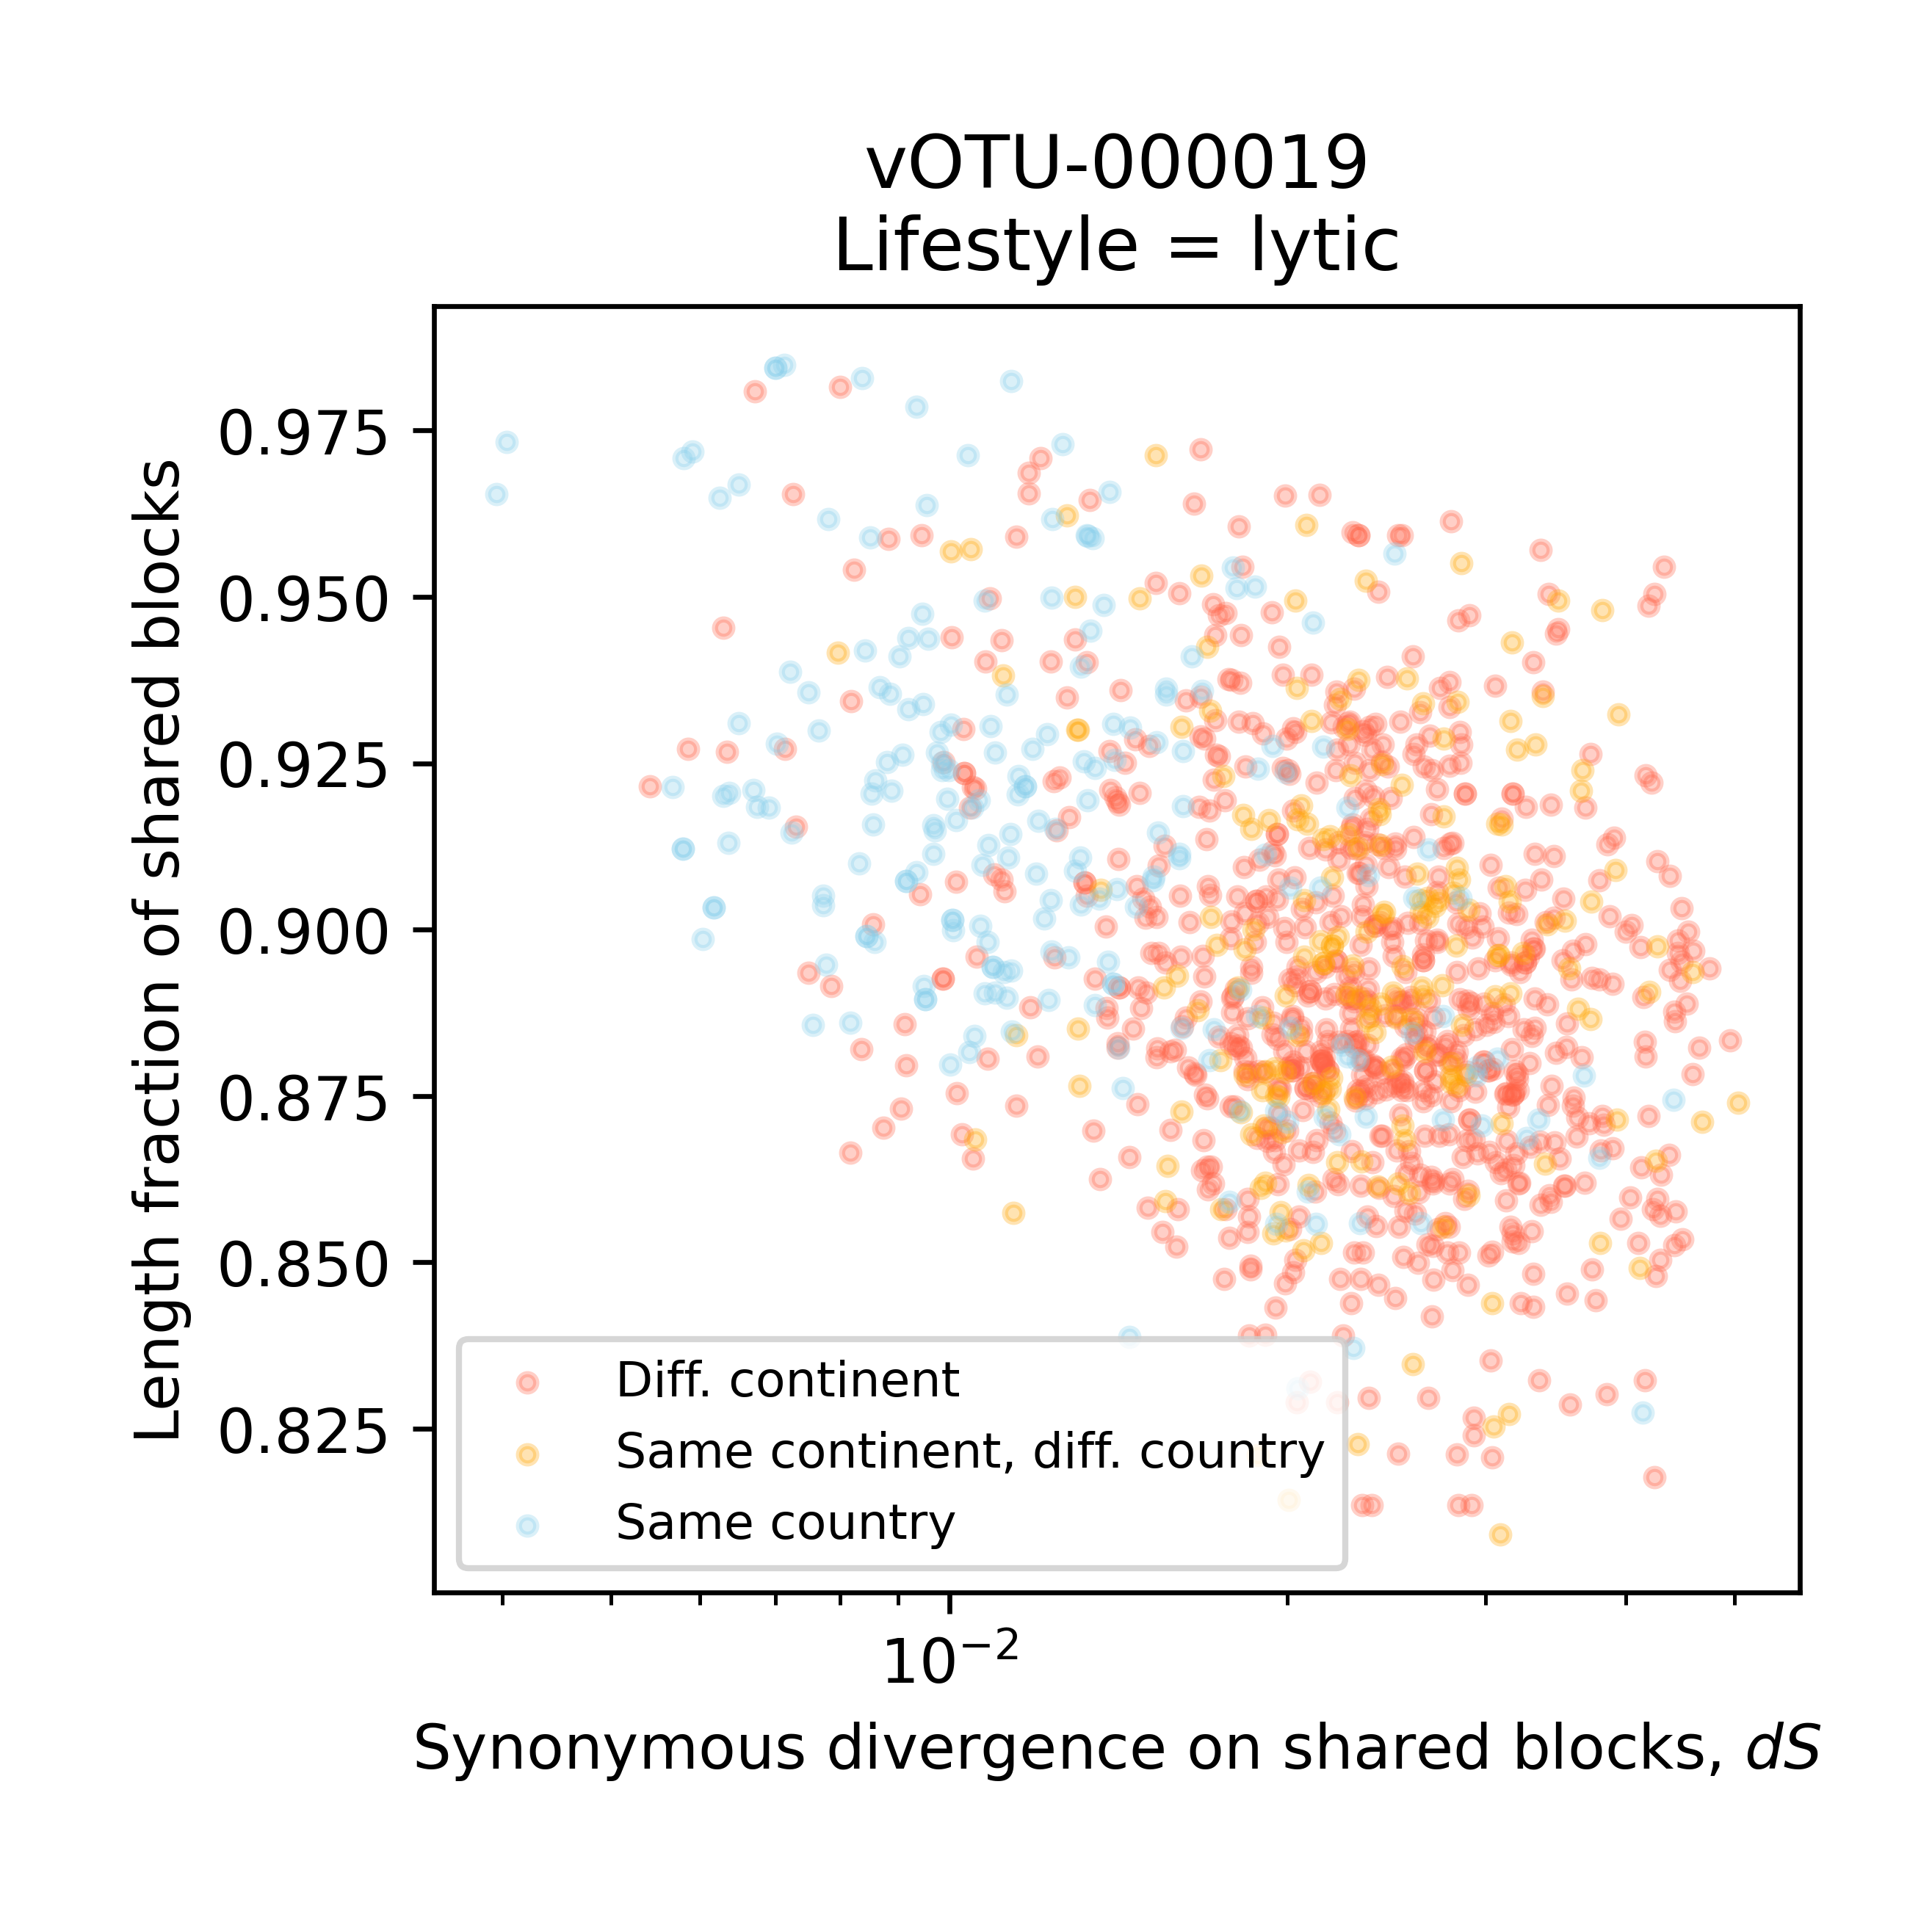 vOTU-000019
Lifestyle = lytic
Length fraction of shared blocks
0.975
0.950
0.925
0.900
0.875
0.850
0.825
Diff. continent
Same continent, diff. country
Same country
10⁻²
Synonymous divergence on shared blocks, dS